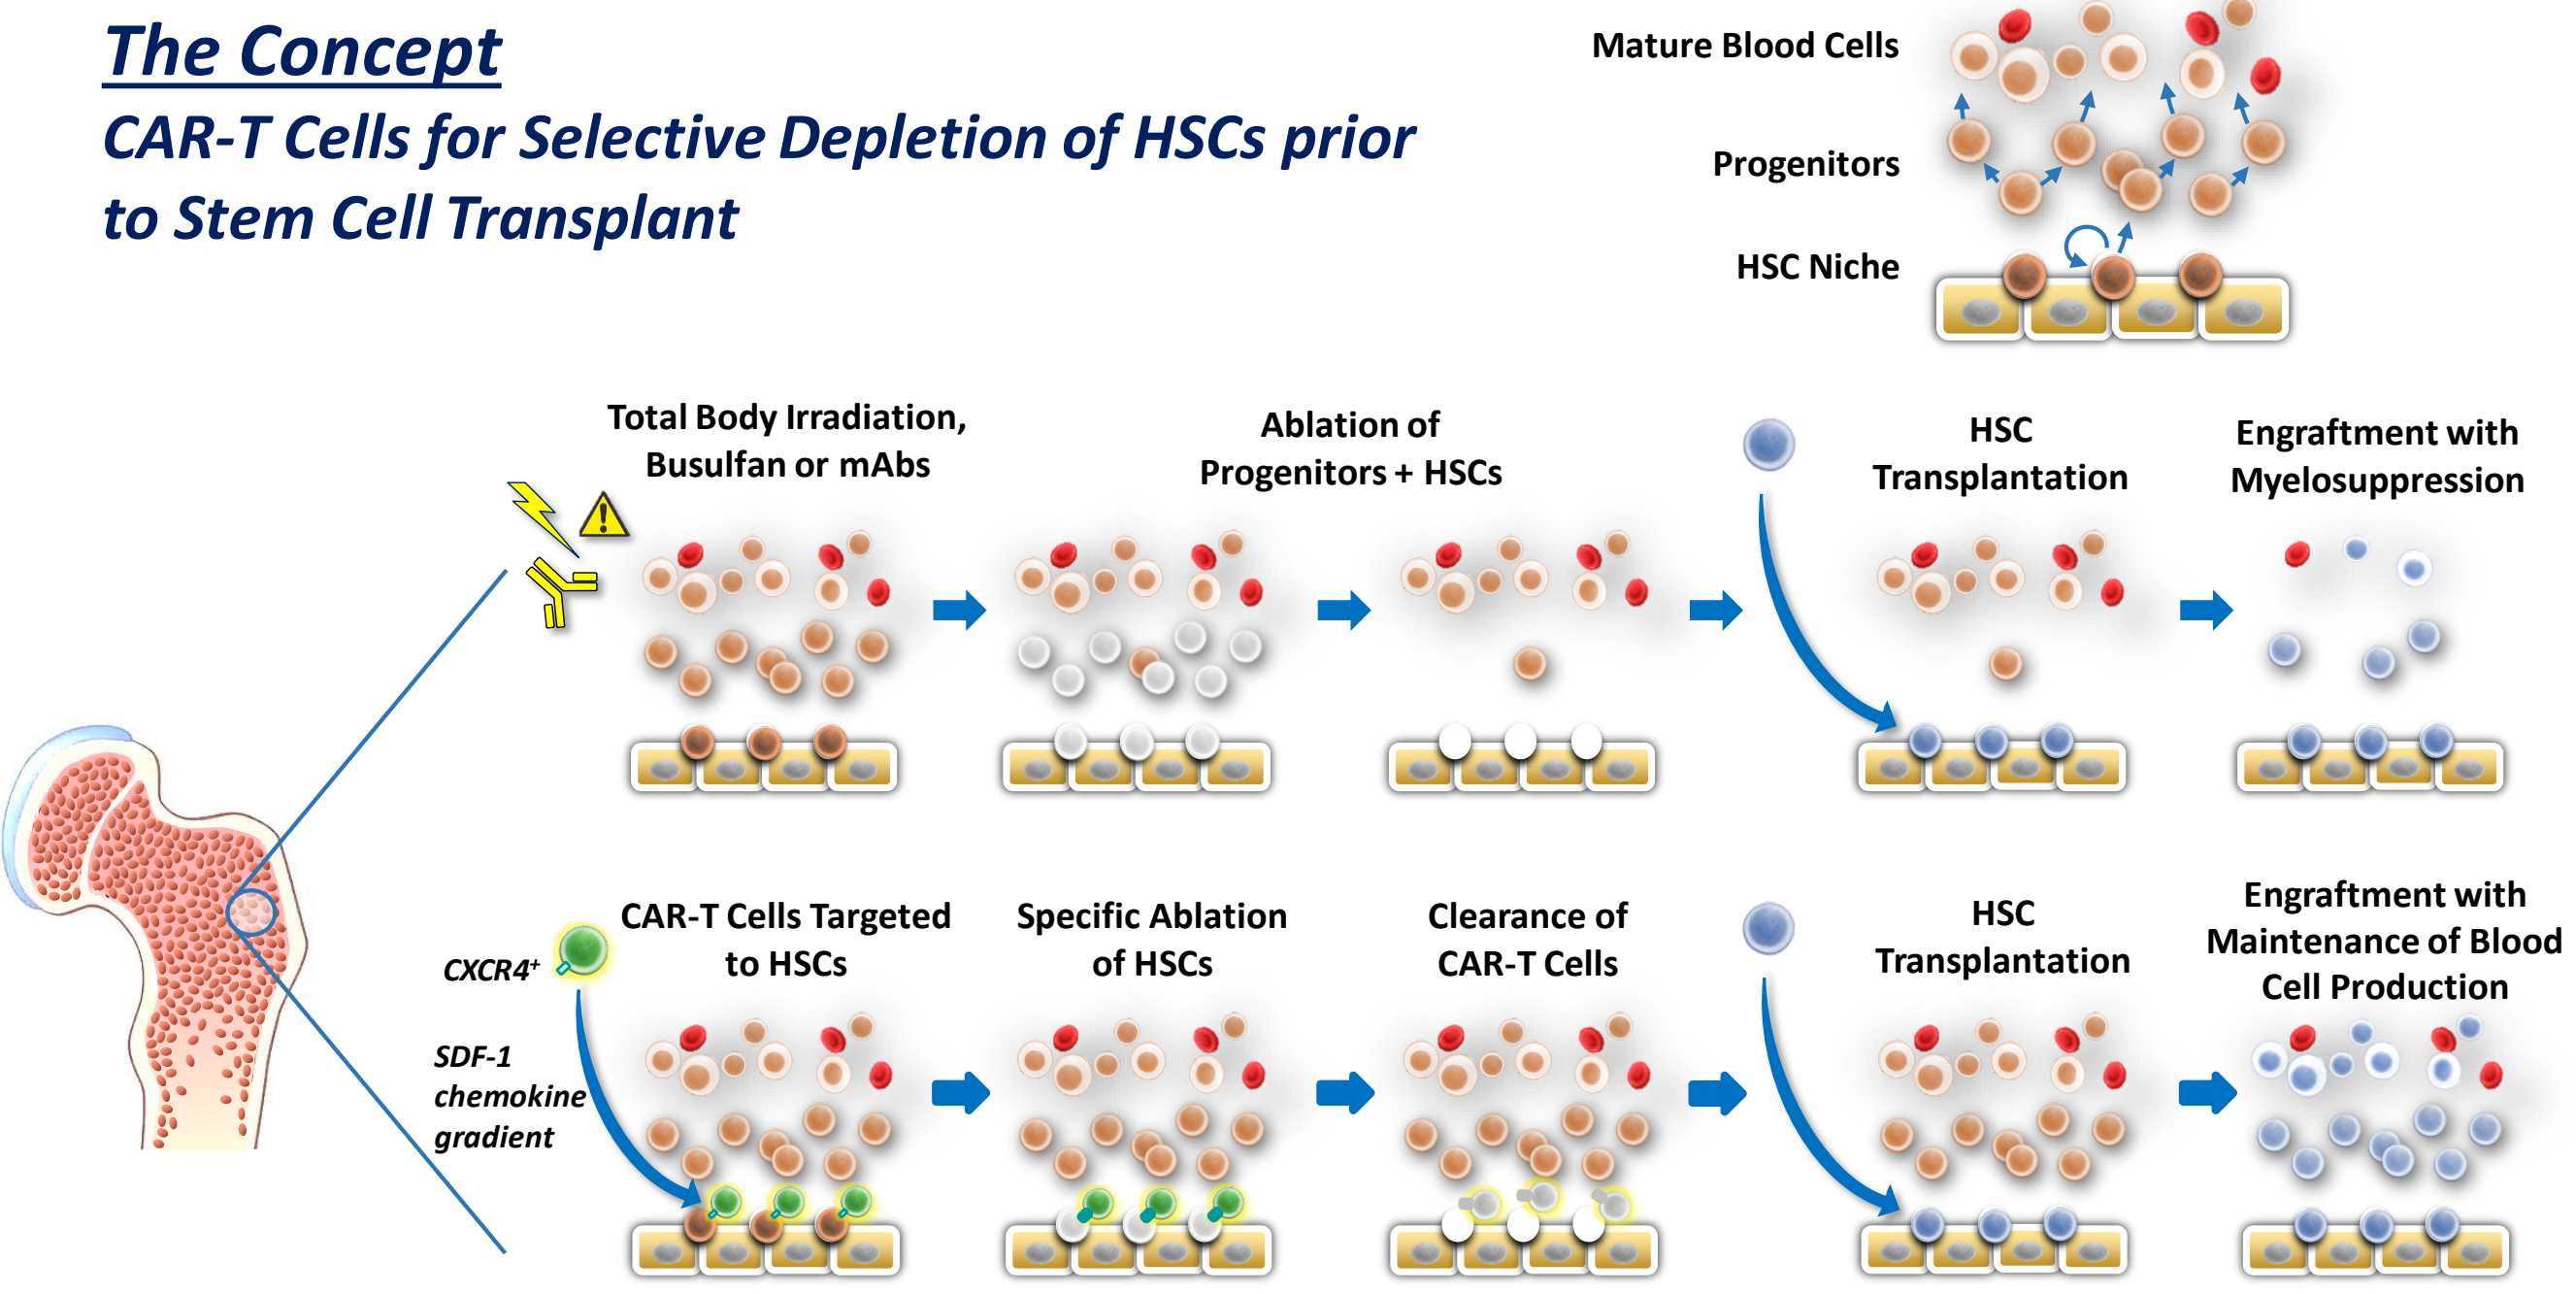 The Concept
CAR-T Cells for Selective Depletion of HSCs prior
to Stem Cell Transplant
Mature Blood Cells
Progenitors
HSC Niche
Total Body Irradiation,
Busulfan or mAbs
Ablation of
Progenitors + HSCs
HSC
Transplantation
Engraftment with
Myelosuppression
CXCR4+
SDF-1
chemokine
gradient
CAR-T Cells Targeted
to HSCs
Specific Ablation
of HSCs
Clearance of
CAR-T Cells
HSC
Transplantation
Engraftment with
Maintenance of Blood
Cell Production